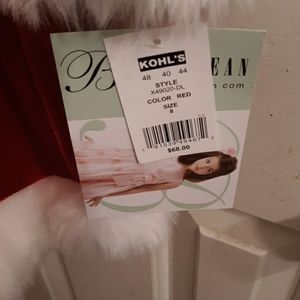 KOHL'S
48 40 44
STYLE
X49020-DL
COLOR RED
SIZE
8
$68.00
B
EAN
com